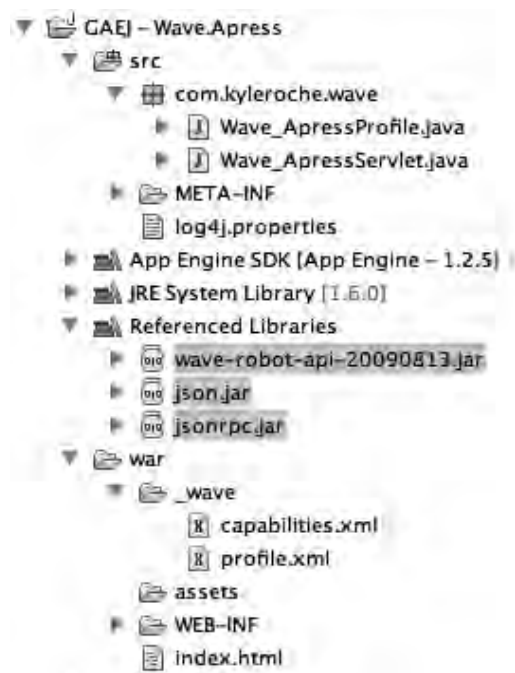 GAEJ – Wave.Apress
src
com.kyleroche.wave
Wave_ApressProfile.java
Wave_ApressServlet.java
META-INF
log4j.properties
App Engine SDK [App Engine – 1.2.5]
JRE System Library [1.6.0]
Referenced Libraries
wave-robot-api-20090813.jar
json.jar
jsonrpc.jar
war
_wave
capabilities.xml
profile.xml
assets
WEB-INF
index.html